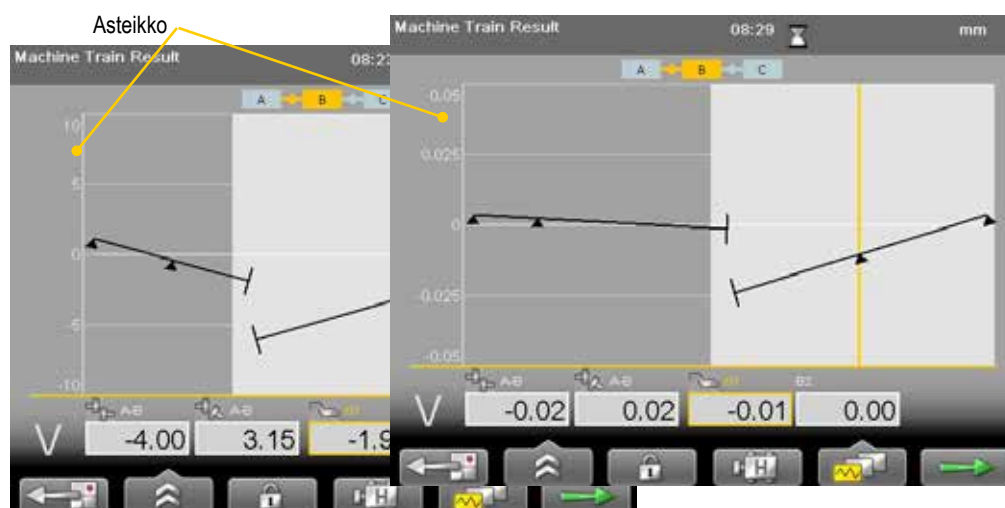 Asteikko
Machine Train Result 08:2
A B C
10
5
0
-5
-10
A-B A-B
V -4.00 3.15 -1.9
H
Machine Train Result 08:29 mm
A B C
-0.05
0.025
0
-0.025
-0.05
A-B A-B B1 B2
V -0.02 0.02 -0.01 0.00
H